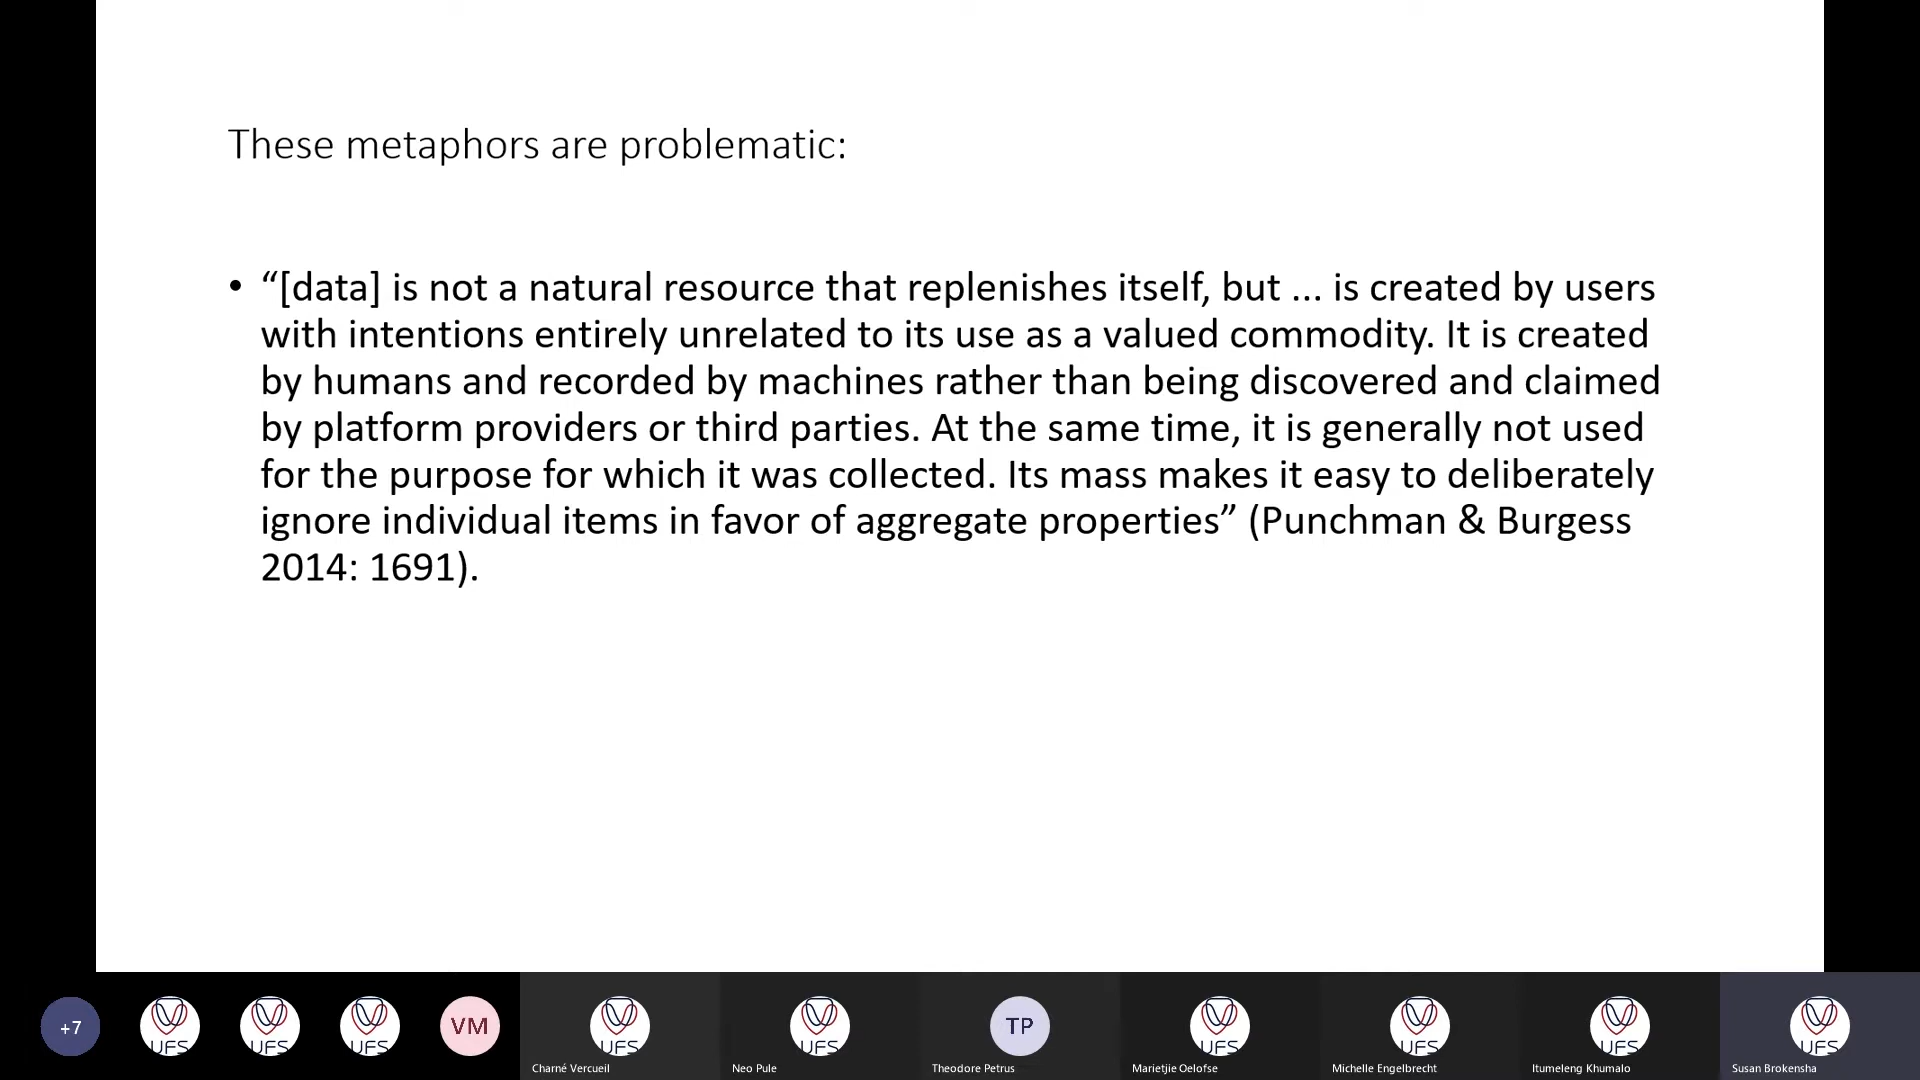 These metaphors are problematic:
• “[data] is not a natural resource that replenishes itself, but ... is created by users
with intentions entirely unrelated to its use as a valued commodity. It is created
by humans and recorded by machines rather than being discovered and claimed
by platform providers or third parties. At the same time, it is generally not used
for the purpose for which it was collected. Its mass makes it easy to deliberately
ignore individual items in favor of aggregate properties” (Punchman & Burgess
2014: 1691).
+7 UFS UFS UFS VM UFS UFS TP UFS UFS UFS UFS
Charné Vercueil Neo Pule Theodore Petrus Marietjie Oelofse Michelle Engelbrecht Itumeleng Khumalo Susan Brokensha